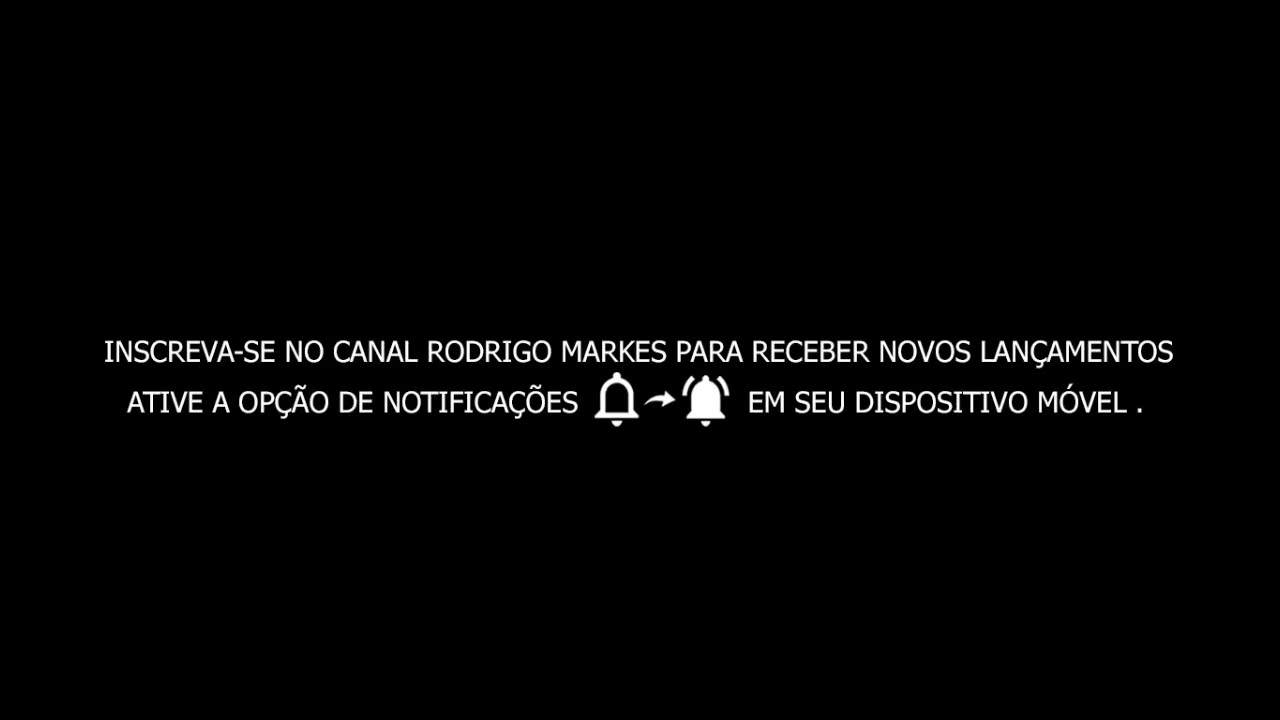 INSCREVA-SE NO CANAL RODRIGO MARKES PARA RECEBER NOVOS LANÇAMENTOS
ATIVE A OPÇÃO DE NOTIFICAÇÕES EM SEU DISPOSITIVO MÓVEL .